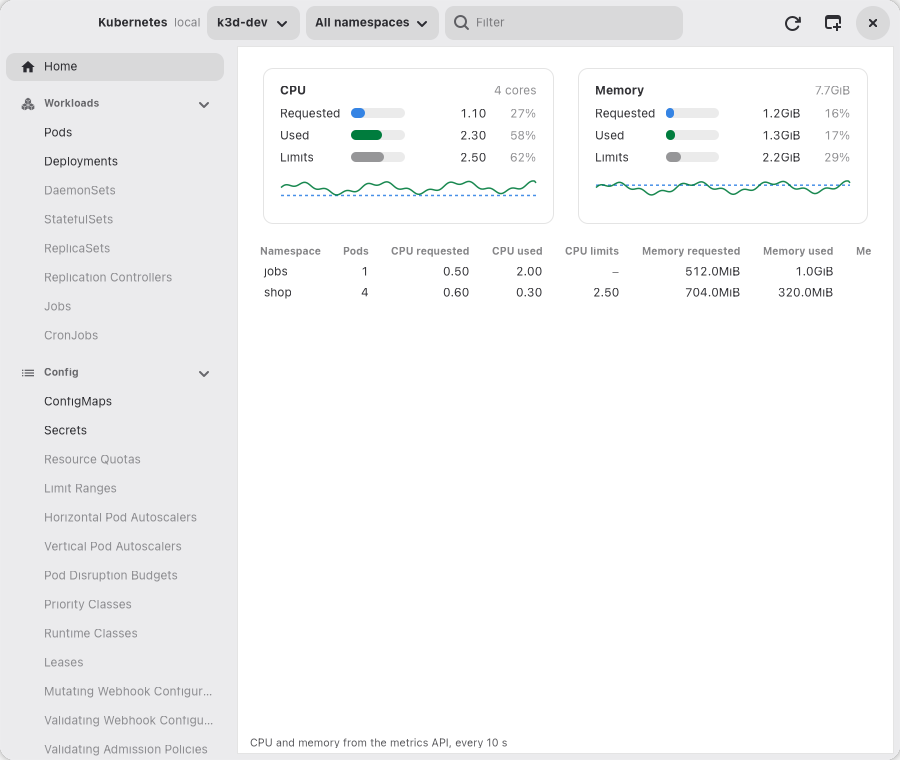 Kubernetes local k3d-dev All namespaces Filter
Home
Workloads
Pods
Deployments
DaemonSets
StatefulSets
ReplicaSets
Replication Controllers
Jobs
CronJobs
Config
ConfigMaps
Secrets
Resource Quotas
Limit Ranges
Horizontal Pod Autoscalers
Vertical Pod Autoscalers
Pod Disruption Budgets
Priority Classes
Runtime Classes
Leases
Mutating Webhook Configur...
Validating Webhook Configu...
Validating Admission Policies
CPU 4 cores
Requested 1.10 27%
Used 2.30 58%
Limits 2.50 62%
Memory 7.7GiB
Requested 1.2GiB 16%
Used 1.3GiB 17%
Limits 2.2GiB 29%
Namespace Pods CPU requested CPU used CPU limits Memory requested Memory used Me
jobs 1 0.50 2.00 – 512.0MiB 1.0GiB
shop 4 0.60 0.30 2.50 704.0MiB 320.0MiB
CPU and memory from the metrics API, every 10 s